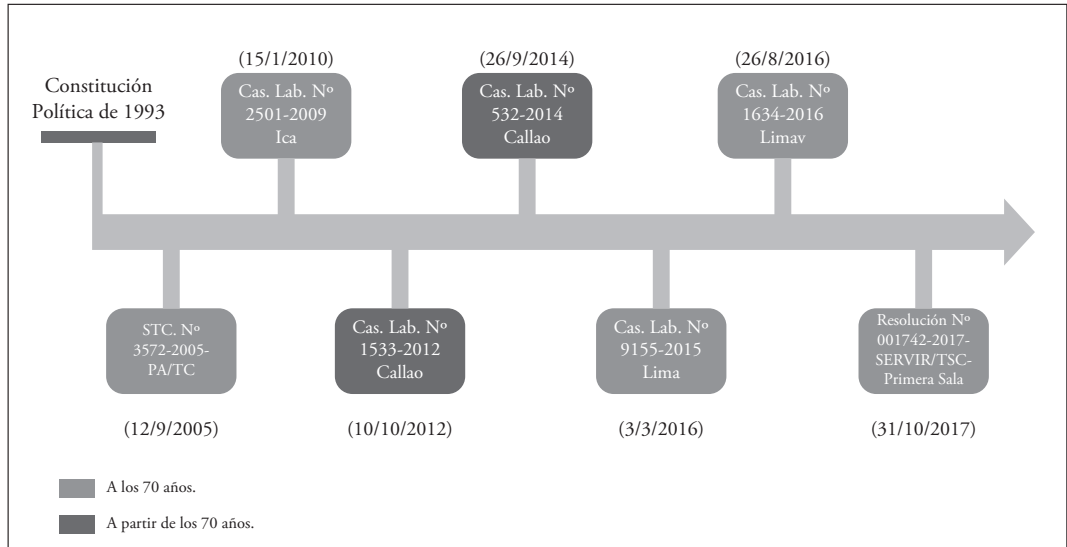 Constitución
Política de 1993
(15/1/2010)
Cas. Lab. Nº
2501-2009
Ica
(26/9/2014)
Cas. Lab. Nº
532-2014
Callao
(26/8/2016)
Cas. Lab. Nº
1634-2016
Limav
STC. Nº
3572-2005-
PA/TC
(12/9/2005)
Cas. Lab. Nº
1533-2012
Callao
(10/10/2012)
Cas. Lab. Nº
9155-2015
Lima
(3/3/2016)
Resolución Nº
001742-2017-
SERVIR/TSC-
Primera Sala
(31/10/2017)
A los 70 años.
A partir de los 70 años.